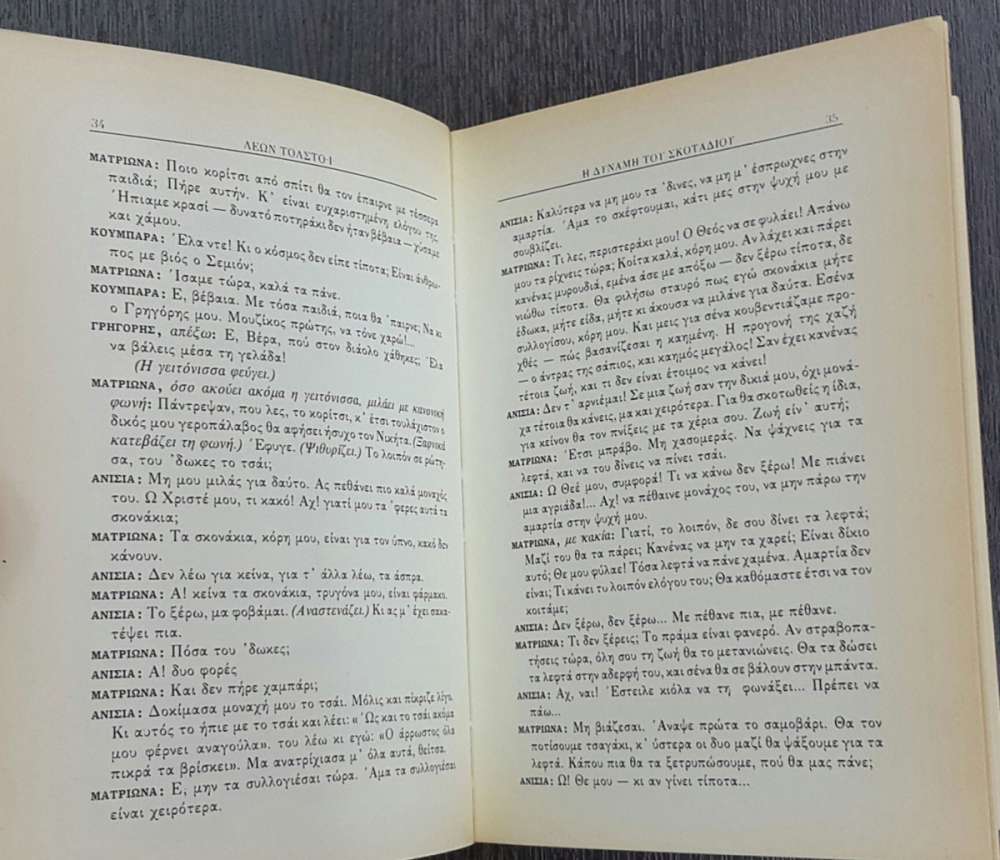 34
ΛΕΩΝ ΤΟΛΣΤΟ·Ι
ΜΑΤΡΙΩΝΑ: Ποιο κορίτσι από σπίτι θα τον έπαιρνε με τέσσερα
παιδιά; Πήρε αυτήν. Κ᾽ είναι ευχαριστημένη ελόγου της.
Ἤπιαμε κρασί — δυνατό ποτηράκι δεν ήταν βέβαια — χύσαμε
και χάμου.
ΚΟΥΜΠΑΡΑ: Ἔλα ντε! Κι ο κόσμος δεν είπε τίποτα; Είναι άνθρω-
πος με βιός ο Σεμιόν;
ΜΑΤΡΙΩΝΑ: Ἴσαμε τώρα, καλά τα πάνε.
ΚΟΥΜΠΑΡΑ: Ε, βέβαια. Με τόσα παιδιά, ποια θα ᾽παιρνε; Να κι
ο Γρηγόρης μου. Μουζίκος πρώτης, να τόνε χαρώ!...
ΓΡΗΓΟΡΗΣ, απέξω: Ε, Βέρα, πού στον διάολο χάθηκες; Ἔλα
να βάλεις μέσα τη γελάδα!
(Η γειτόνισσα φεύγει.)
ΜΑΤΡΙΩΝΑ, όσο ακούει ακόμα η γειτόνισσα, μιλάει με κανονική
φωνή: Πάντρεψαν, που λες, το κορίτσι, κ᾽ έτσι τουλάχιστον ο
δικός μου γεροπάλαβος θα αφήσει ήσυχο τον Νικήτα. (Ξαφνικά
κατεβάζει τη φωνή.) Ἔφυγε. (Ψιθυρίζει.) Το λοιπόν σε ρώτη-
σα, του ᾽δωκες το τσάι;
ΑΝΙΣΙΑ: Μη μου μιλάς για δαύτο. Ας πεθάνει πιο καλά μοναχός
του. Ω Χριστέ μου, τι κακό! Αχ! γιατί μου τα ᾽φερες αυτά τα
σκονάκια;
ΜΑΤΡΙΩΝΑ: Τα σκονάκια, κόρη μου, είναι για τον ύπνο, κακό δεν
κάνουν.
ΑΝΙΣΙΑ: Δεν λέω για κείνα, για τ᾽ άλλα λέω, τα άσπρα.
ΜΑΤΡΙΩΝΑ: Α! κείνα τα σκονάκια, τρυγόνα μου, είναι φάρμακο.
ΑΝΙΣΙΑ: Το ξέρω, μα φοβάμαι. (Αναστενάζει.) Κι ας μ᾽ έχει σακα-
τέψει πια.
ΜΑΤΡΙΩΝΑ: Πόσα του ᾽δωκες;
ΑΝΙΣΙΑ: Α! δυο φορές
ΜΑΤΡΙΩΝΑ: Και δεν πήρε χαμπάρι;
ΑΝΙΣΙΑ: Δοκίμασα μοναχή μου το τσάι. Μόλις και πίκριζε λίγο.
Κι αυτός το ήπιε με το τσάι και λέει: «Ὡς και το τσάι ακόμα
μου φέρνει αναγούλα». του λέω κι εγώ: «Ο άρρωστος όλα
πικρά τα βρίσκει». Μα ανατρίχιασα μ᾽ όλα αυτά, θείτσα.
ΜΑΤΡΙΩΝΑ: Ε, μην τα συλλογιέσαι τώρα. Ἅμα τα συλλογιέσαι
είναι χειρότερα.
35
Η ΔΥΝΑΜΗ ΤΟΥ ΣΚΟΤΑΔΙΟΥ
ΑΝΙΣΙΑ: Καλύτερα να μη μου τα ᾽δινες, να μη μ᾽ έσπρωχνες στην
αμαρτία. Ἅμα το σκέφτουμαι, κάτι μες στην ψυχή μου με
σουβλίζει.
ΜΑΤΡΙΩΝΑ: Τι λες, περιστεράκι μου! Ο Θεός να σε φυλάει! Απάνω
μου τα ρίχνεις τώρα; Κοίτα καλά, κόρη μου. Αν λάχει και πάρει
κανένας μυρουδιά, εμένα άσε με απόξω — δεν ξέρω τίποτα, δε
νιώθω τίποτα. Θα φιλήσω σταυρό πως εγώ σκονάκια μήτε
έδωκα, μήτε είδα, μήτε κι άκουσα να μιλάνε για δαύτα. Εσένα
συλλογίσου, κόρη μου. Και μεις για σένα κουβεντιάζαμε προ-
χθές — πώς βασανίζεσαι η καημένη. Η προγονή της χαζή
— ο άντρας της σάπιος, και καημός μεγάλος! Σαν έχει κανένας
τέτοια ζωή, και τι δεν είναι έτοιμος να κάνει!
ΑΝΙΣΙΑ: Δεν τ᾽ αρνιέμαι! Σε μια ζωή σαν την δικιά μου, όχι μονά-
χα τέτοια θα κάνεις, μα και χειρότερα. Για θα σκοτωθείς η ίδια,
για κείνον θα τον πνίξεις με τα χέρια σου. Ζωή είν᾽ αυτή;
ΜΑΤΡΙΩΝΑ: Ἔτσι μπράβο. Μη χασομεράς. Να ψάχνεις για τα
λεφτά, και να του δίνεις να πίνει τσάι.
ΑΝΙΣΙΑ: Ω Θεέ μου, συμφορά! Τι να κάνω δεν ξέρω! Με πιάνει
μια αγριάδα!... Αχ! να πέθαινε μονάχος του, να μην πάρω την
αμαρτία στην ψυχή μου.
ΜΑΤΡΙΩΝΑ, με κακία: Γιατί, το λοιπόν, δε σου δίνει τα λεφτά;
Μαζί του θα τα πάρει; Κανένας να μην τα χαρεί; Είναι δίκιο
αυτό; Θε μου φύλαε! Τόσα λεφτά να πάνε χαμένα. Αμαρτία δεν
είναι; Τι κάνει το λοιπόν ελόγου του; Θα καθόμαστε έτσι να τον
κοιτάμε;
ΑΝΙΣΙΑ: Δεν ξέρω, δεν ξέρω... Με πέθανε πια, με πέθανε.
ΜΑΤΡΙΩΝΑ: Τι δεν ξέρεις; Το πράμα είναι φανερό. Αν στραβοπα-
τήσεις τώρα, όλη σου τη ζωή θα το μετανιώνεις. Θα τα δώσει
τα λεφτά στην αδερφή του, και σένα θα σε βάλουν στην μπάντα.
ΑΝΙΣΙΑ: Αχ, ναι! Ἔστειλε κιόλα να τη φωνάξει... Πρέπει να
πάω...
ΜΑΤΡΙΩΝΑ: Μη βιάζεσαι. Ἄναψε πρώτα το σαμοβάρι. Θα τον
ποτίσουμε τσαγάκι, κ᾽ ύστερα οι δυο μαζί θα ψάξουμε για τα
λεφτά. Κάπου πια θα τα ξετρυπώσουμε, πού θα μας πάνε;
ΑΝΙΣΙΑ: Ω! Θε μου — κι αν γίνει τίποτα...